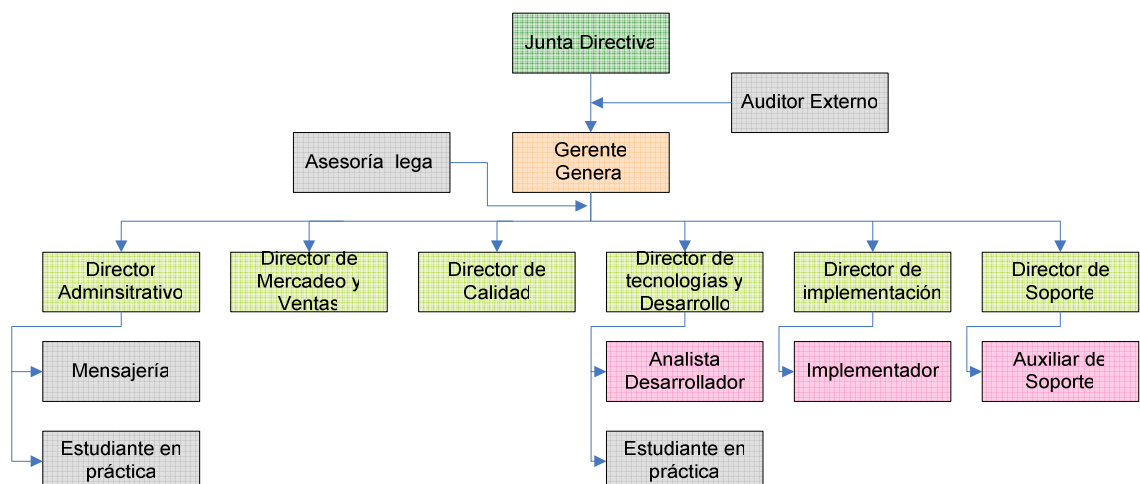 Junta Directiva
Auditor Externo
Asesoría lega
Gerente
Genera
Director
Adminsitrativo
Director de
Mercadeo y
Ventas
Director de
Calidad
Director de
tecnologías y
Desarrollo
Director de
implementación
Director de
Soporte
Mensajería
Analista
Desarrollador
Implementador
Auxiliar de
Soporte
Estudiante en
práctica
Estudiante en
práctica